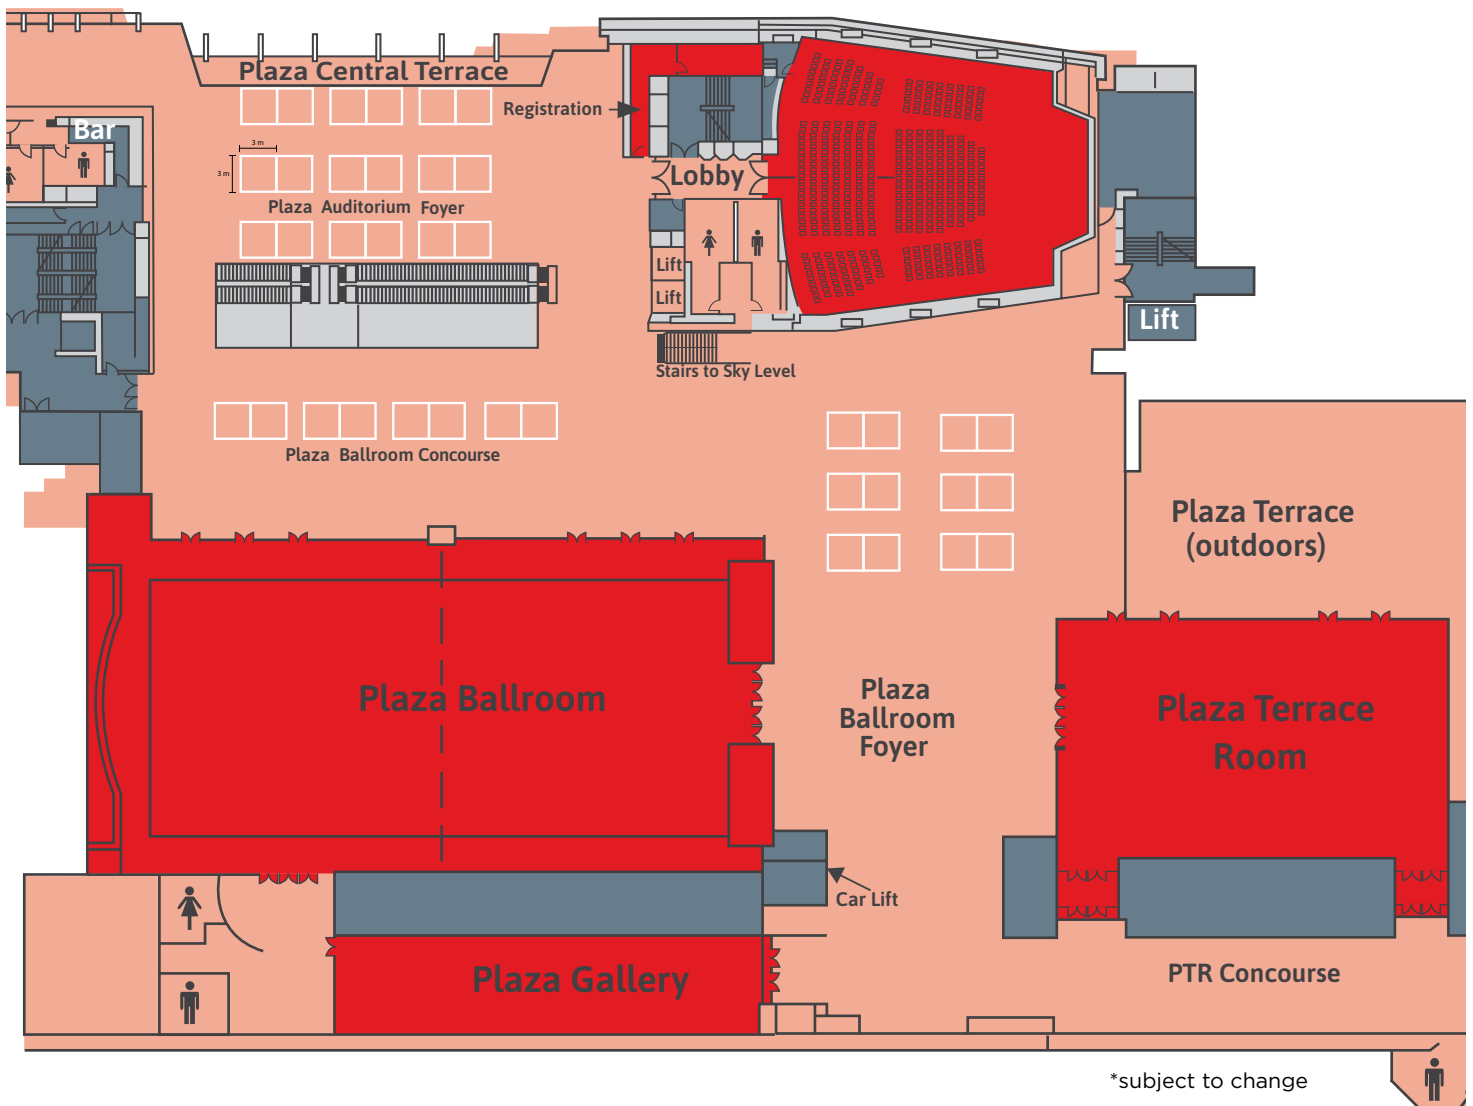 Plaza Central Terrace
Registration
Bar
3 m
3 m
Lobby
Plaza Auditorium Foyer
Lift
Lift
Lift
Stairs to Sky Level
Plaza Ballroom Concourse
Plaza Terrace
(outdoors)
Plaza Ballroom
Plaza
Ballroom
Foyer
Plaza Terrace
Room
Car Lift
Plaza Gallery
PTR Concourse
*subject to change